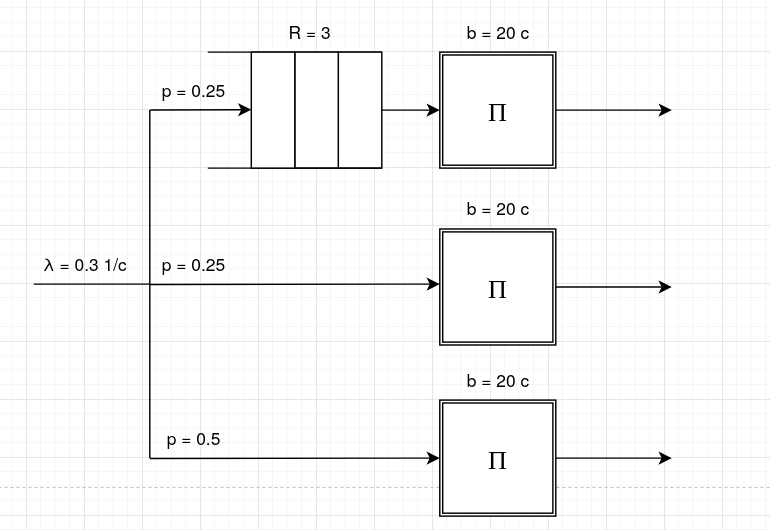 R = 3
b = 20 с
p = 0.25
П
b = 20 с
λ = 0.3 1/с
p = 0.25
П
b = 20 с
p = 0.5
П